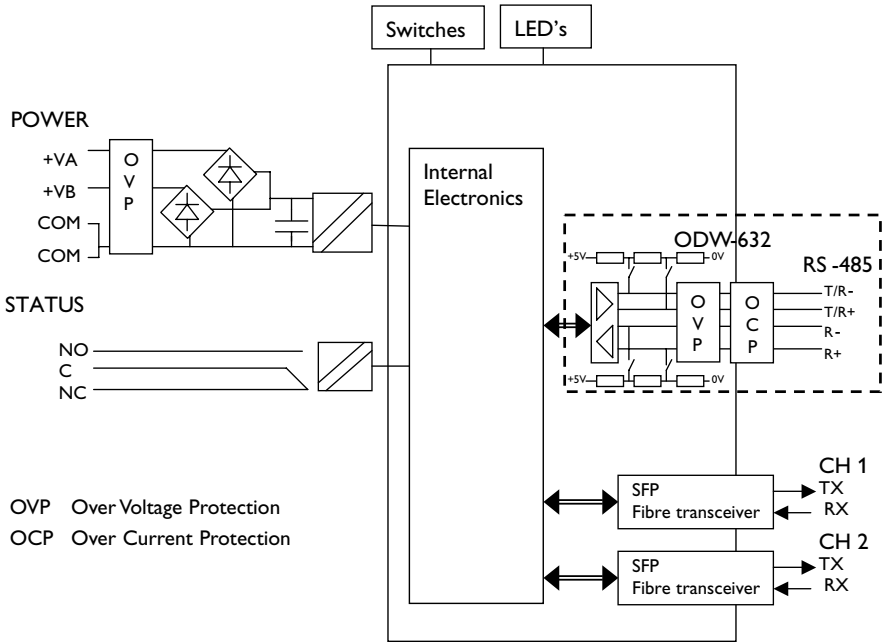 Switches
LED's
POWER
+VA
+VB
COM
COM
O
V
P
STATUS
NO
C
NC
Internal
Electronics
ODW-632
+5V
0V
RS -485
T/R-
T/R+
R-
R+
O
V
P
O
C
P
+5V
0V
CH 1
SFP
Fibre transceiver
TX
RX
CH 2
SFP
Fibre transceiver
TX
RX
OVP Over Voltage Protection
OCP Over Current Protection